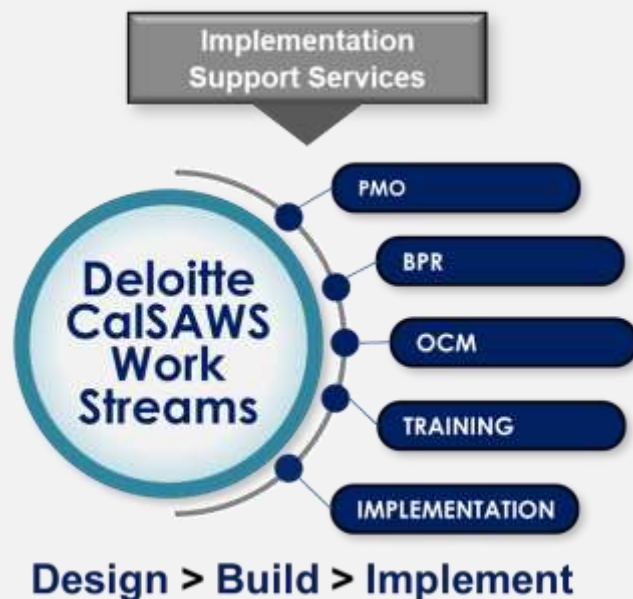 Implementation
Support Services
PMO
BPR
Deloitte
CalSAWS
Work
Streams
OCM
TRAINING
IMPLEMENTATION
Design > Build > Implement